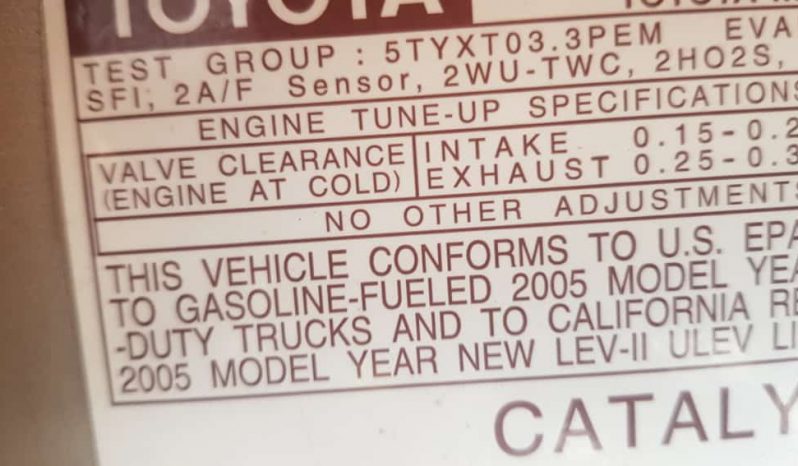 TOYOTA
TEST GROUP : 5TYXT03.3PEM EVA
SFI, 2A/F Sensor, 2WU-TWC, 2HO2S,
ENGINE TUNE-UP SPECIFICATIONS
VALVE CLEARANCE INTAKE 0.15-0.2
(ENGINE AT COLD) EXHAUST 0.25-0.3
NO OTHER ADJUSTMENTS
THIS VEHICLE CONFORMS TO U.S. EPA
TO GASOLINE-FUELED 2005 MODEL YEA
-DUTY TRUCKS AND TO CALIFORNIA RE
2005 MODEL YEAR NEW LEV-II ULEV LI
CATALY